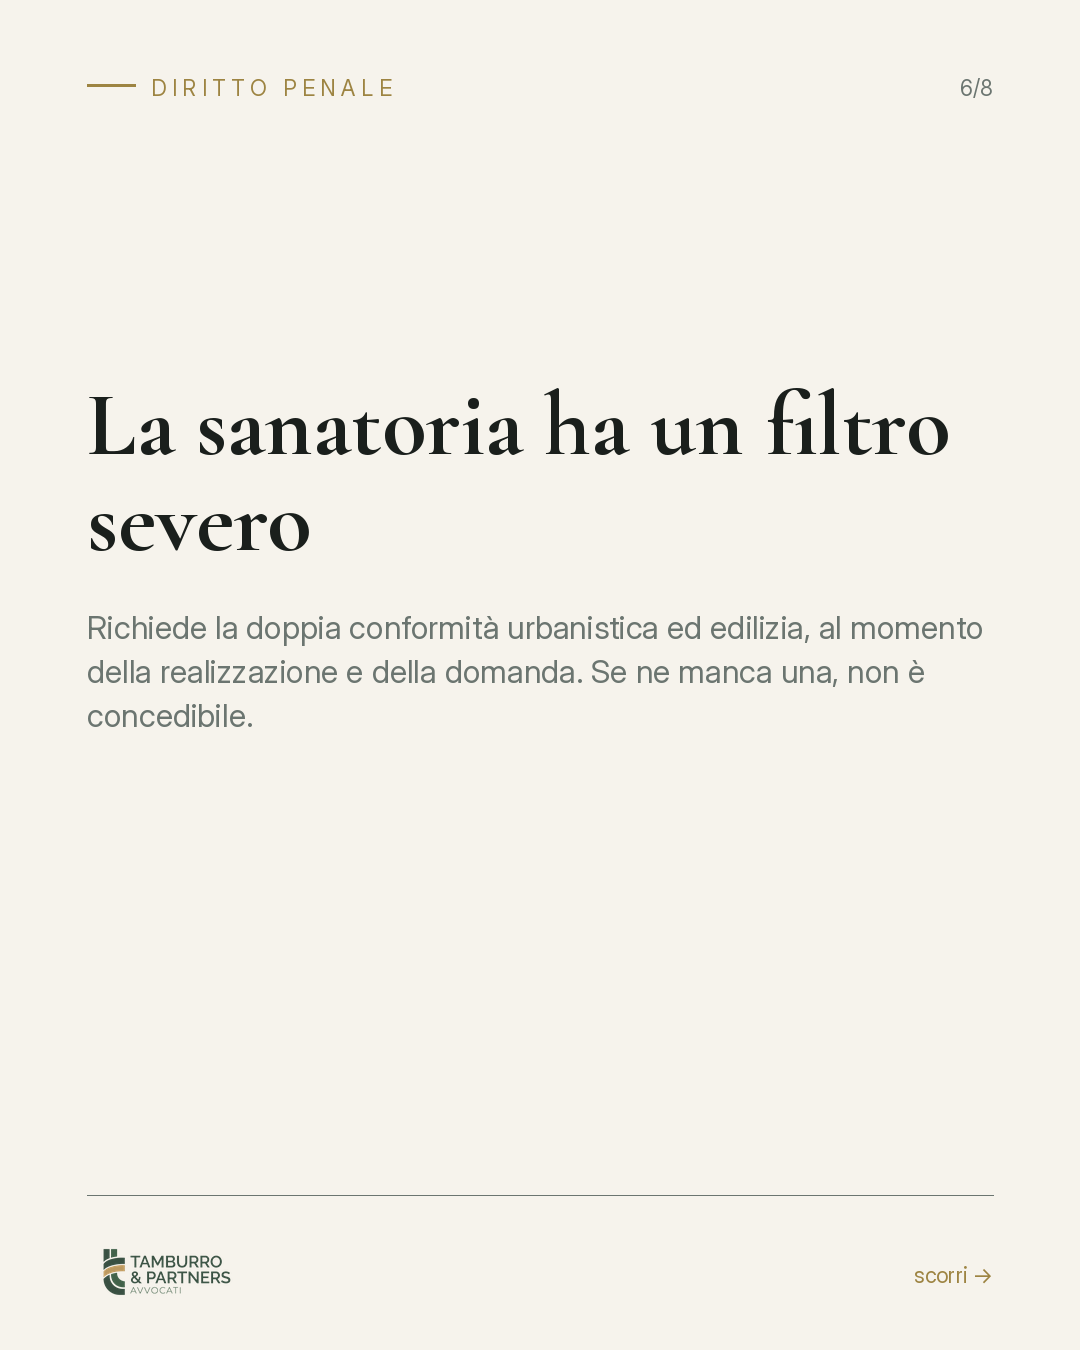 DIRITTO PENALE
6/8
La sanatoria ha un filtro
severo
Richiede la doppia conformità urbanistica ed edilizia, al momento
della realizzazione e della domanda. Se ne manca una, non è
concedibile.
TAMBURRO
& PARTNERS
AVVOCATI
scorri →